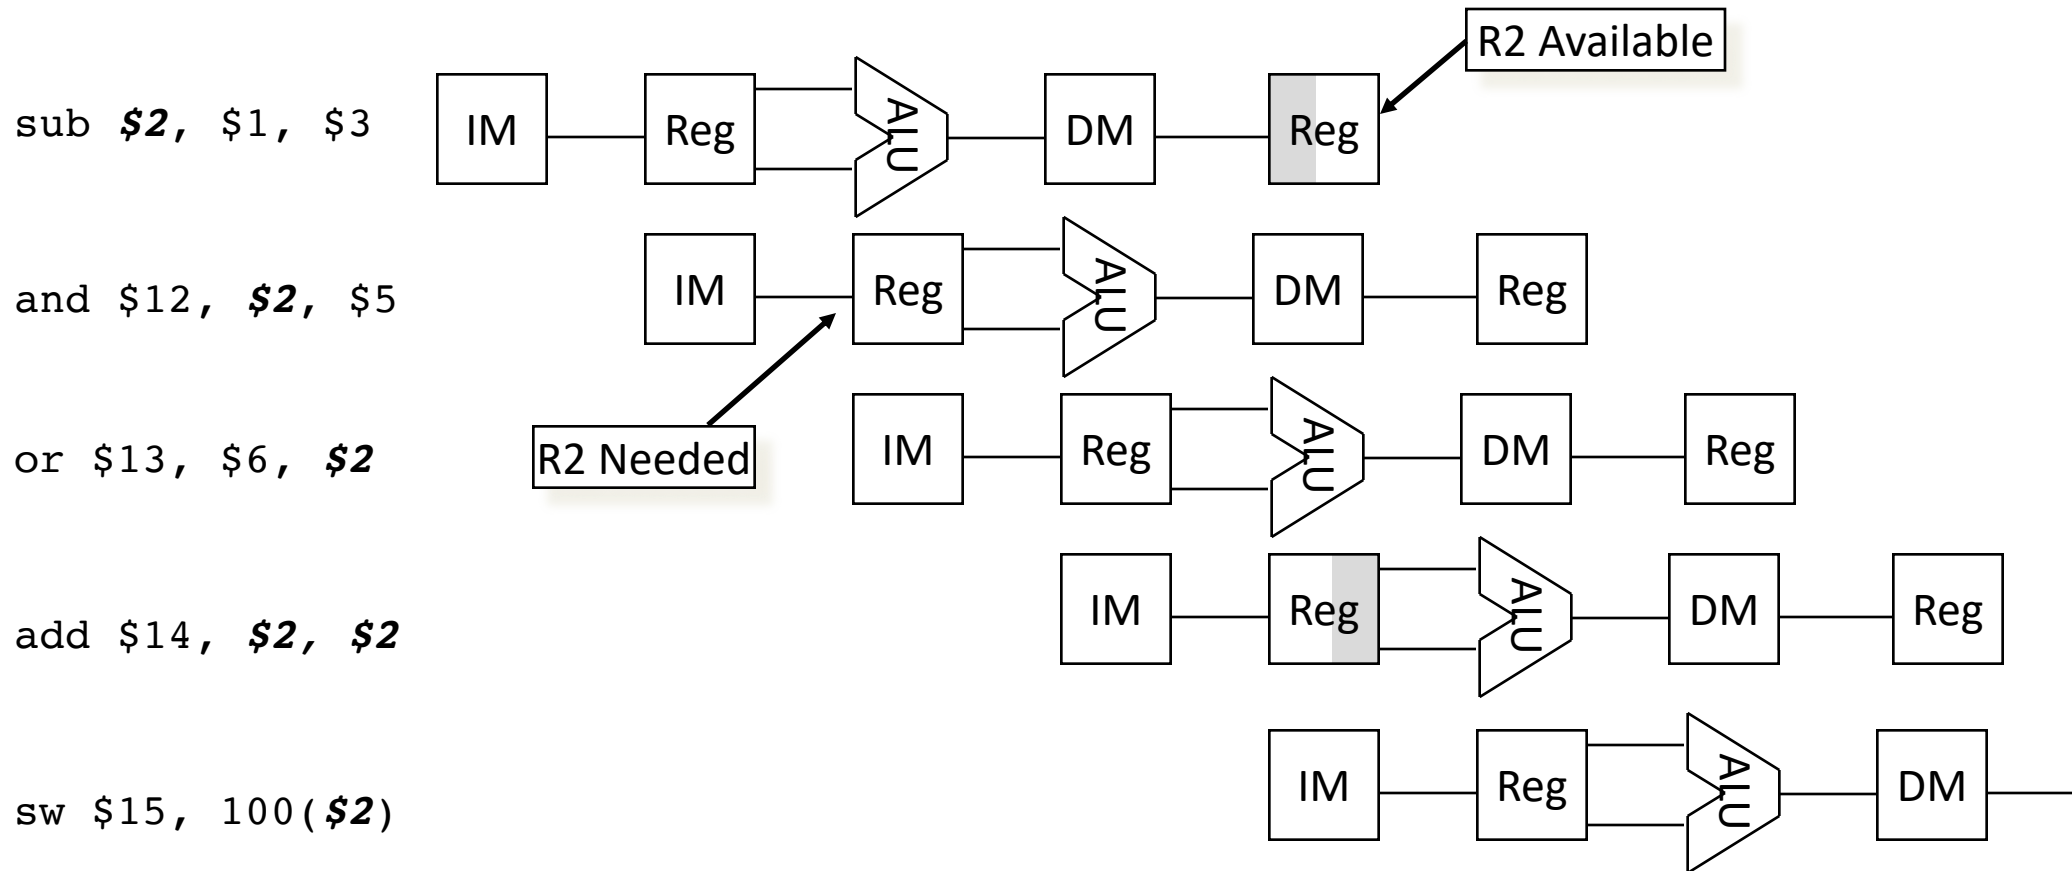 R2 Available
sub $2, $1, $3 IM Reg ALU DM Reg
and $12, $2, $5 IM Reg ALU DM Reg
R2 Needed
or $13, $6, $2 IM Reg ALU DM Reg
add $14, $2, $2 IM Reg ALU DM Reg
sw $15, 100($2) IM Reg ALU DM